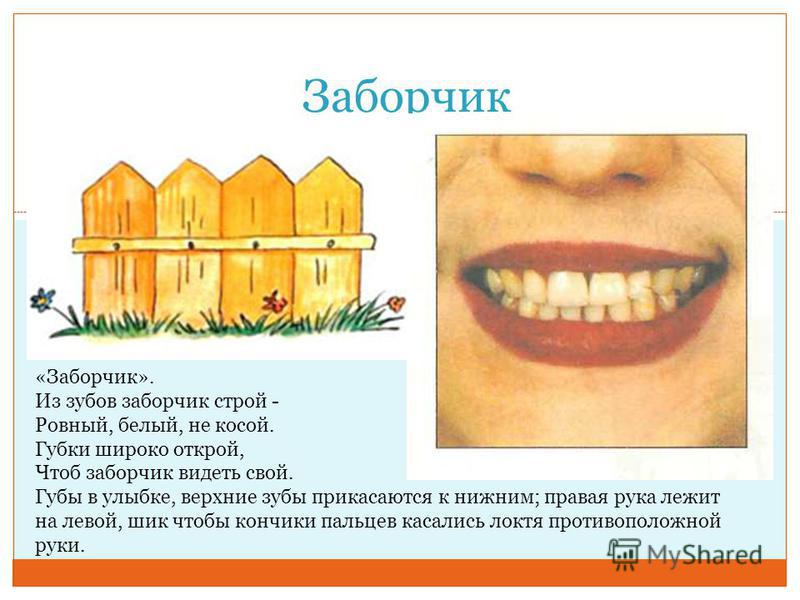 Заборчик
«Заборчик».
Из зубов заборчик строй -
Ровный, белый, не косой.
Губки широко открой,
Чтоб заборчик видеть свой.
Губы в улыбке, верхние зубы прикасаются к нижним; правая рука лежит
на левой, шик чтобы кончики пальцев касались локтя противоположной
руки.
MyShared